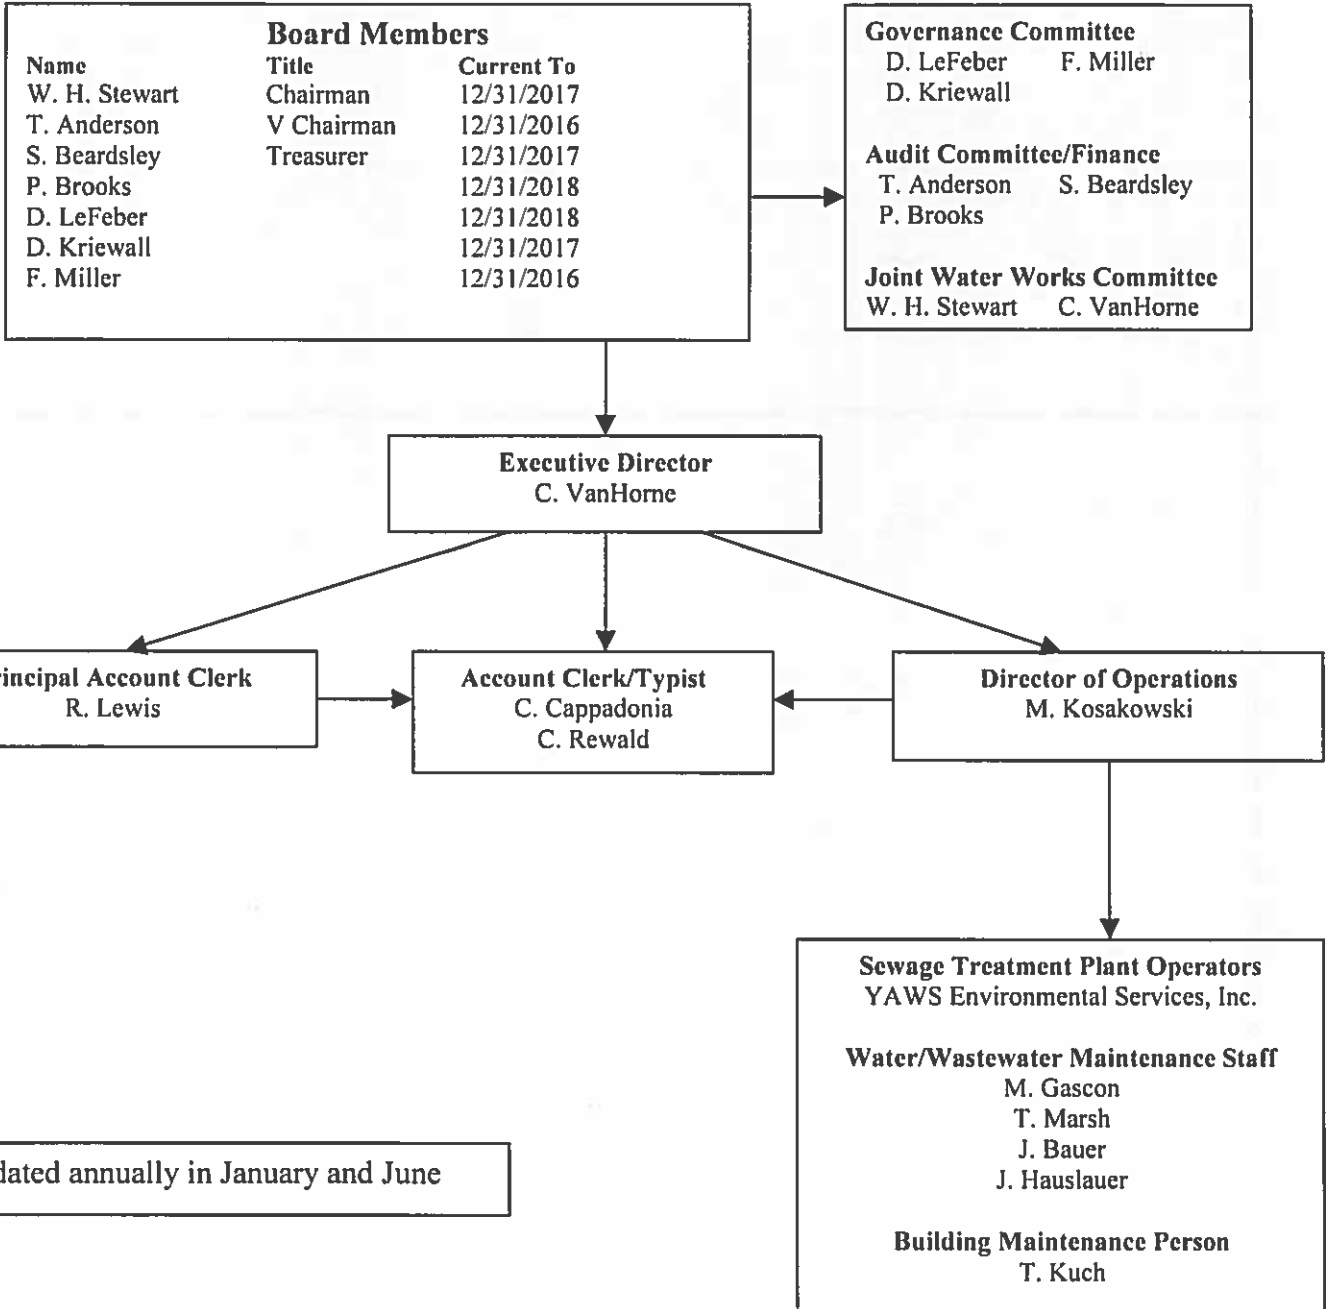 Board Members
Name Title Current To
W. H. Stewart Chairman 12/31/2017
T. Anderson V Chairman 12/31/2016
S. Beardsley Treasurer 12/31/2017
P. Brooks 12/31/2018
D. LeFeber 12/31/2018
D. Kriewall 12/31/2017
F. Miller 12/31/2016
Governance Committee
D. LeFeber F. Miller
D. Kriewall
Audit Committee/Finance
T. Anderson S. Beardsley
P. Brooks
Joint Water Works Committee
W. H. Stewart C. VanHorne
Executive Director
C. VanHorne
rincipal Account Clerk
R. Lewis
Account Clerk/Typist
C. Cappadonia
C. Rewald
Director of Operations
M. Kosakowski
Sewage Treatment Plant Operators
YAWS Environmental Services, Inc.
Water/Wastewater Maintenance Staff
M. Gascon
T. Marsh
J. Bauer
J. Hauslauer
Building Maintenance Person
T. Kuch
dated annually in January and June